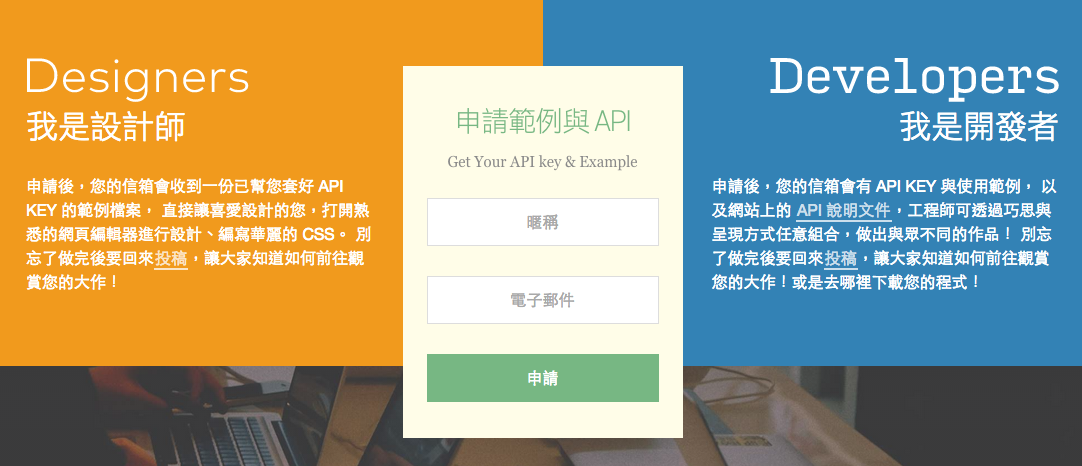 Designers
我是設計師
申請後，您的信箱會收到一份已幫您套好 API
KEY 的範例檔案， 直接讓喜愛設計的您，打開熟
悉的網頁編輯器進行設計、編寫華麗的 CSS。 別
忘了做完後要回來投稿，讓大家知道如何前往觀
賞您的大作！
申請範例與 API
Get Your API key & Example
暱稱
電子郵件
申請
Developers
我是開發者
申請後，您的信箱會有 API KEY 與使用範例， 以
及網站上的 API 說明文件，工程師可透過巧思與
呈現方式任意組合，做出與眾不同的作品！ 別忘
了做完後要回來投稿，讓大家知道如何前往觀賞
您的大作！或是去哪裡下載您的程式！